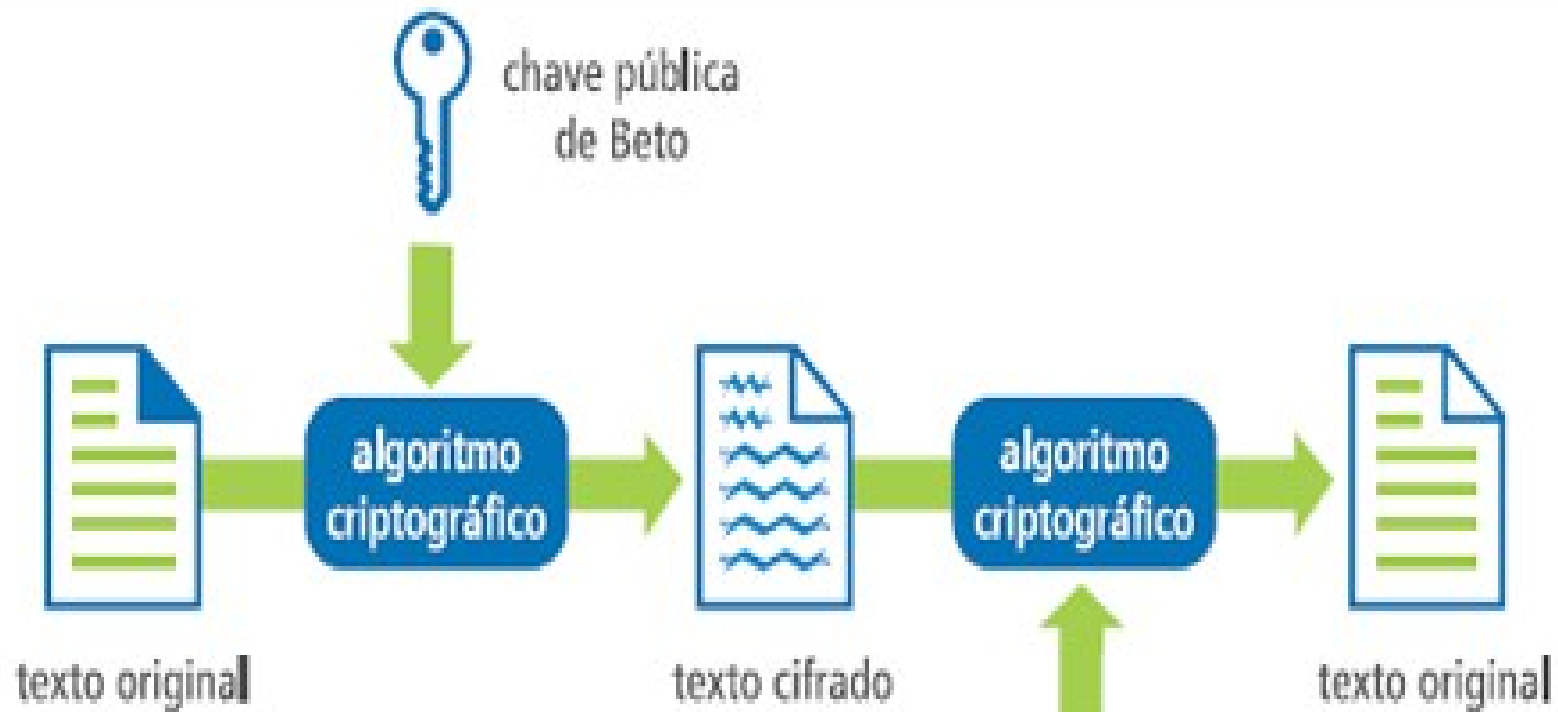 chave pública
de Beto
algoritmo
criptográfico
algoritmo
criptográfico
texto original
texto cifrado
texto original